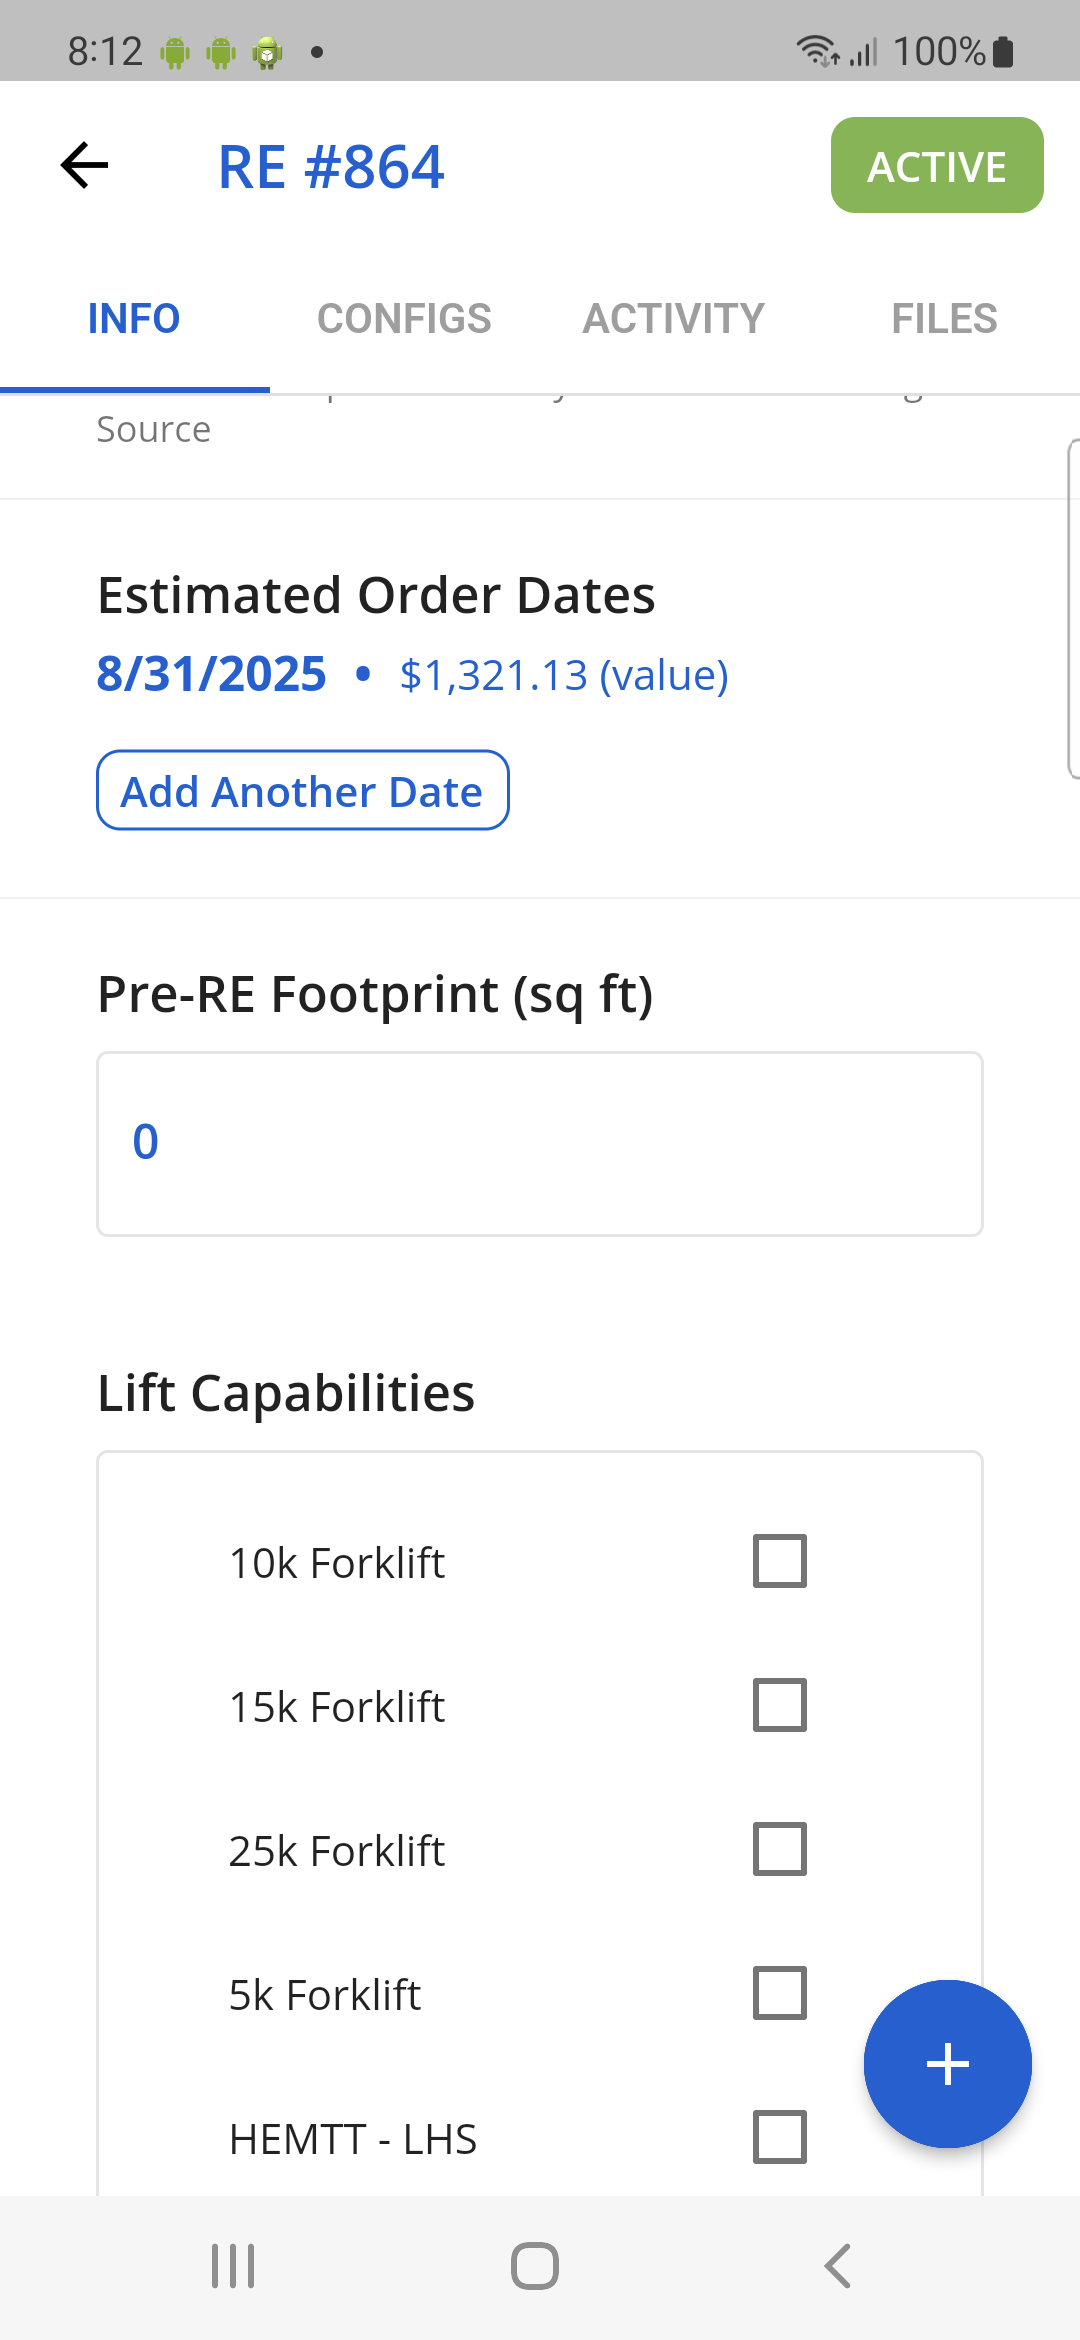 8:12
100%
RE #864
ACTIVE
INFO
CONFIGS
ACTIVITY
FILES
Source
Estimated Order Dates
8/31/2025 • $1,321.13 (value)
Add Another Date
Pre-RE Footprint (sq ft)
0
Lift Capabilities
10k Forklift
15k Forklift
25k Forklift
5k Forklift
HEMTT - LHS